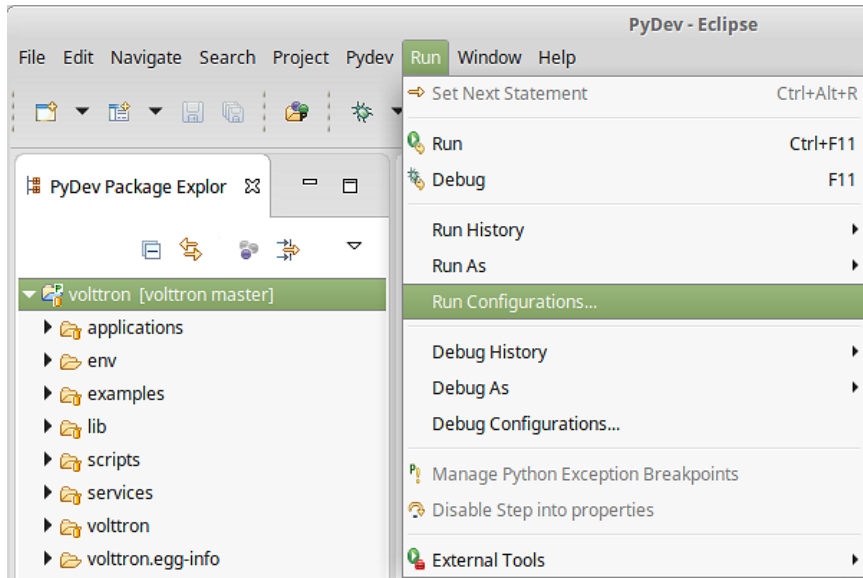 PyDev - Eclipse
File Edit Navigate Search Project Pydev Run Window Help
Set Next Statement Ctrl+Alt+R
Run Ctrl+F11
Debug F11
Run History
Run As
Run Configurations...
Debug History
Debug As
Debug Configurations...
Manage Python Exception Breakpoints
Disable Step into properties
External Tools
PyDev Package Explor
volttron [volttron master]
applications
env
examples
lib
scripts
services
volttron
volttron.egg-info